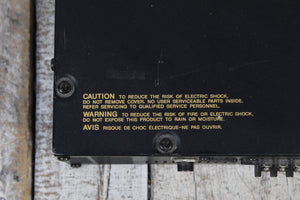 CAUTION TO REDUCE THE RISK OF ELECTRIC SHOCK,
DO NOT REMOVE COVER. NO USER SERVICEABLE PARTS INSIDE.
REFER SERVICING TO QUALIFIED SERVICE PERSONNEL.
WARNING TO REDUCE THE RISK OF FIRE OR ELECTRIC SHOCK,
DO NOT EXPOSE THIS PRODUCT TO RAIN OR MOISTURE.
AVIS RISQUE DE CHOC ÉLECTRIQUE-NE PAS OUVRIR.